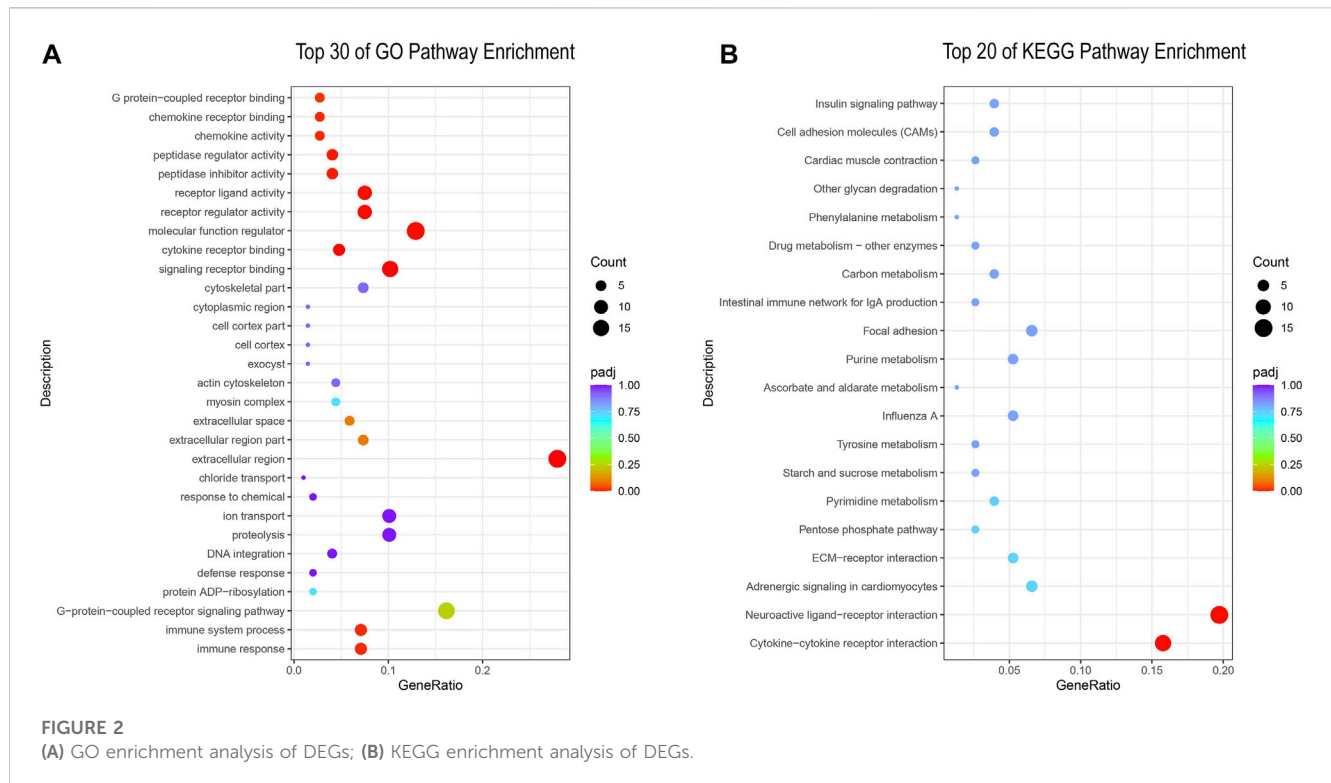 A
Top 30 of GO Pathway Enrichment
G protein-coupled receptor binding
chemokine receptor binding
chemokine activity
peptidase regulator activity
peptidase inhibitor activity
receptor ligand activity
receptor regulator activity
molecular function regulator
cytokine receptor binding
signaling receptor binding
cytoskeletal part
cytoplasmic region
cell cortex part
cell cortex
exocyst
actin cytoskeleton
myosin complex
extracellular space
extracellular region part
extracellular region
chloride transport
response to chemical
ion transport
proteolysis
DNA integration
defense response
protein ADP-ribosylation
G-protein-coupled receptor signaling pathway
immune system process
immune response
Description
0.0
0.1
0.2
GeneRatio
Count
5
10
15
padj
1.00
0.75
0.50
0.25
0.00
B
Top 20 of KEGG Pathway Enrichment
Insulin signaling pathway
Cell adhesion molecules (CAMs)
Cardiac muscle contraction
Other glycan degradation
Phenylalanine metabolism
Drug metabolism − other enzymes
Carbon metabolism
Intestinal immune network for IgA production
Focal adhesion
Purine metabolism
Ascorbate and aldarate metabolism
Influenza A
Tyrosine metabolism
Starch and sucrose metabolism
Pyrimidine metabolism
Pentose phosphate pathway
ECM−receptor interaction
Adrenergic signaling in cardiomyocytes
Neuroactive ligand−receptor interaction
Cytokine−cytokine receptor interaction
Description
0.05
0.10
0.15
0.20
GeneRatio
Count
5
10
15
padj
1.00
0.75
0.50
0.25
0.00
FIGURE 2
(A) GO enrichment analysis of DEGs; (B) KEGG enrichment analysis of DEGs.